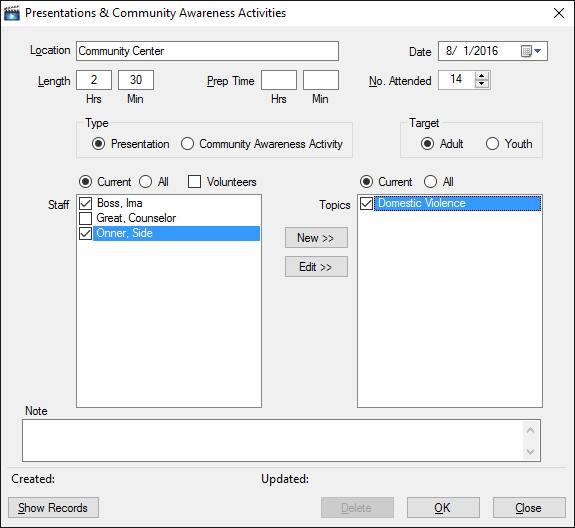 Presentations & Community Awareness Activities
Location Community Center Date 8/ 1/2016
Length 2 30 Prep Time No. Attended 14
Hrs Min Hrs Min
Type Target
Presentation Community Awareness Activity Adult Youth
Current All Volunteers Current All
Staff Boss, Ima Topics Domestic Violence
Great, Counselor
Onner, Side
New >>
Edit >>
Note
Created: Updated:
Show Records Delete OK Close